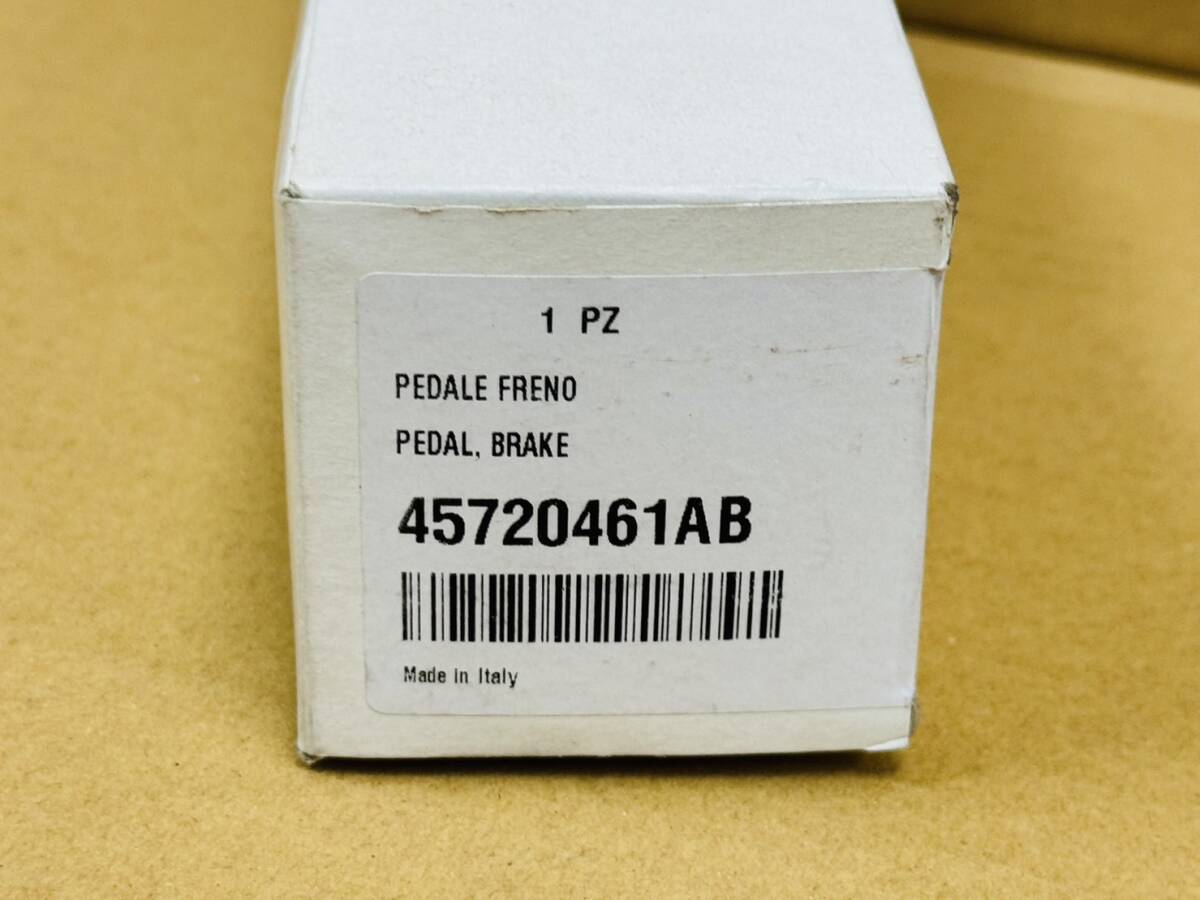 1 PZ
PEDALE FRENO
PEDAL, BRAKE
45720461AB
Made in Italy